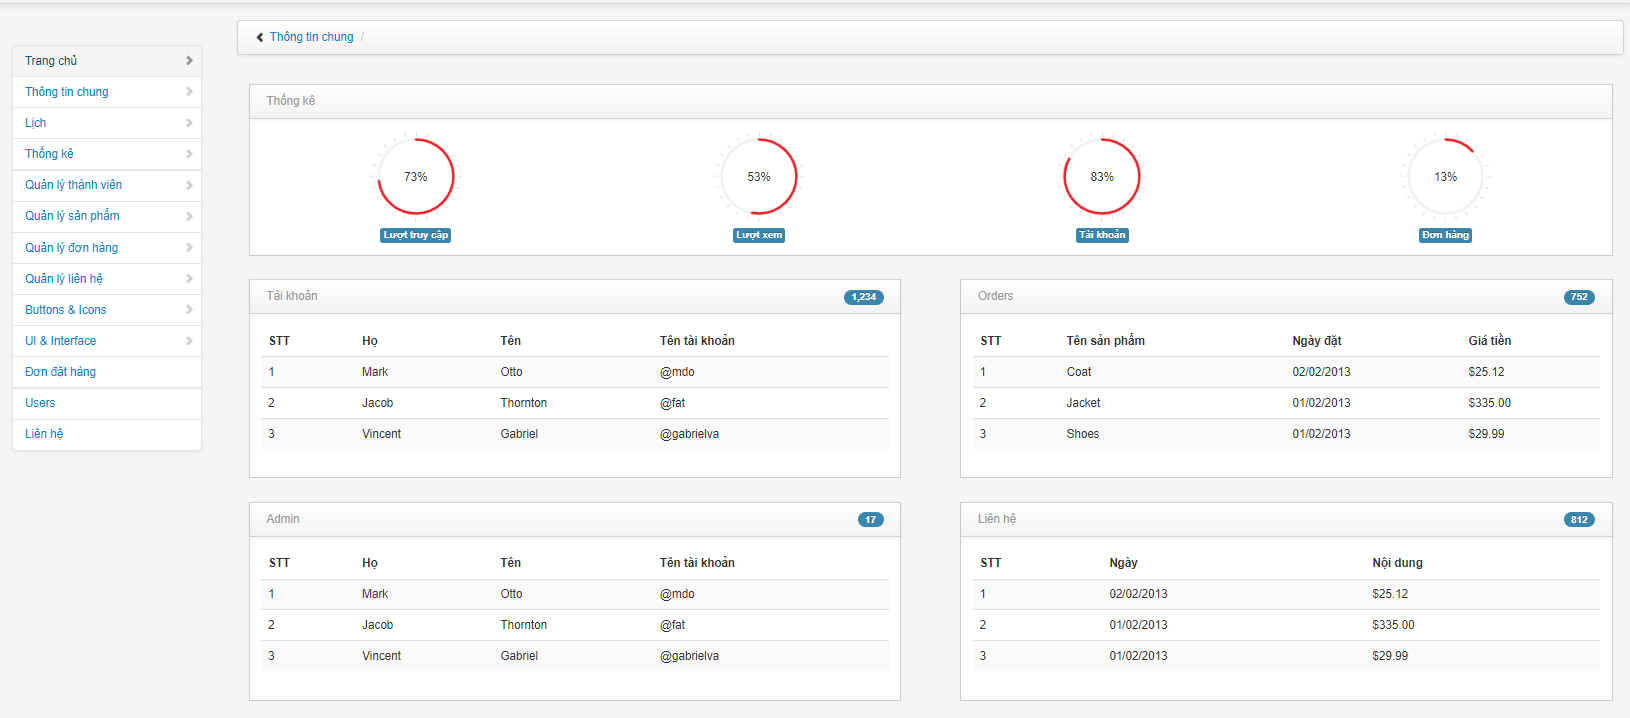 Trang chủ
Thông tin chung
Lịch
Thống kê
Quản lý thành viên
Quản lý sản phẩm
Quản lý đơn hàng
Quản lý liên hệ
Buttons & Icons
UI & Interface
Đơn đặt hàng
Users
Liên hệ
Thông tin chung /
Thống kê
73% 53% 83% 13%
Lượt truy cập Lượt xem Tài khoản Đơn hàng
Tài khoản 1,234
STT Họ Tên Tên tài khoản
1 Mark Otto @mdo
2 Jacob Thornton @fat
3 Vincent Gabriel @gabrielva
Orders 752
STT Tên sản phẩm Ngày đặt Giá tiền
1 Coat 02/02/2013 $25.12
2 Jacket 01/02/2013 $335.00
3 Shoes 01/02/2013 $29.99
Admin 17
STT Họ Tên Tên tài khoản
1 Mark Otto @mdo
2 Jacob Thornton @fat
3 Vincent Gabriel @gabrielva
Liên hệ 812
STT Ngày Nội dung
1 02/02/2013 $25.12
2 01/02/2013 $335.00
3 01/02/2013 $29.99